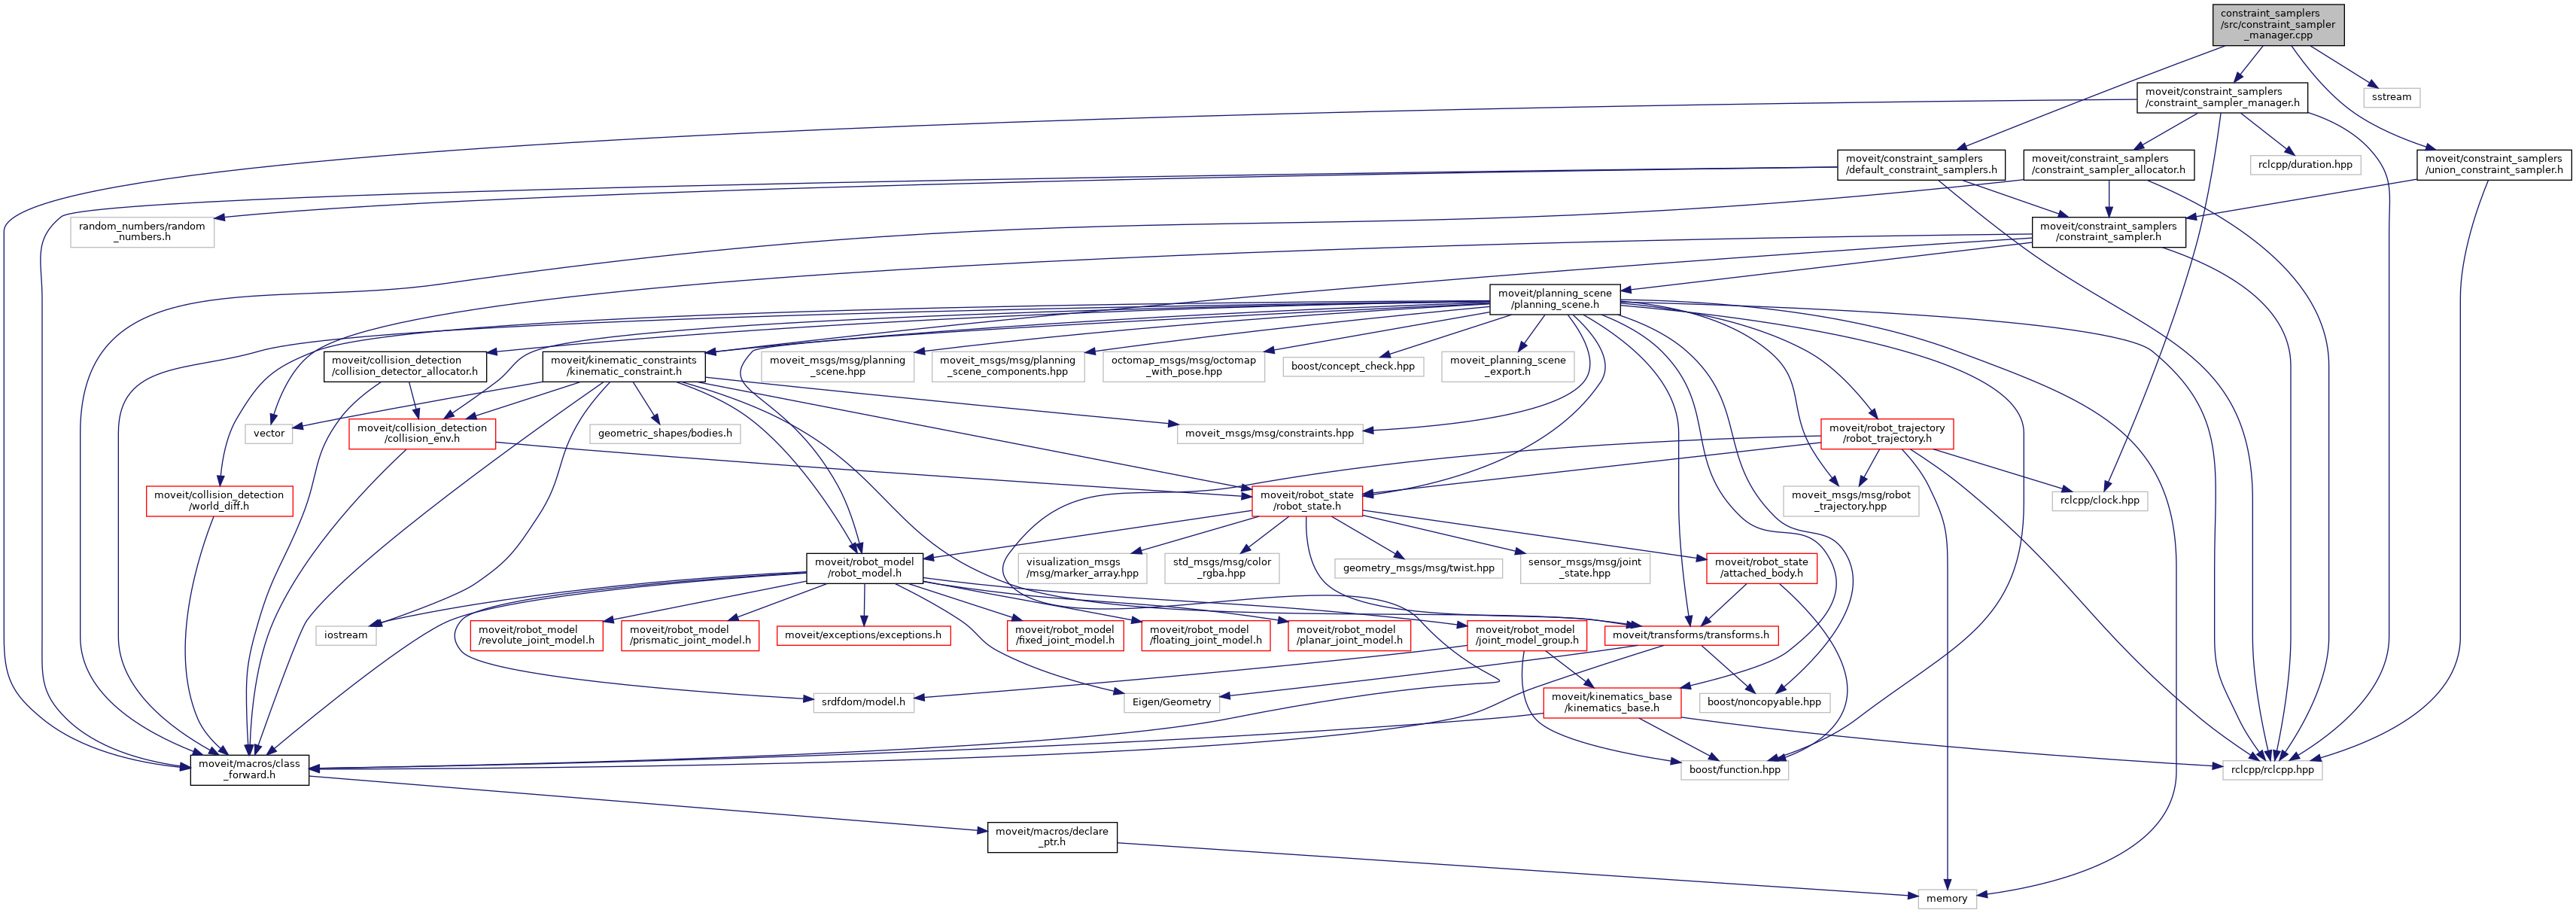 constraint_samplers
/src/constraint_sampler
_manager.cpp
moveit/constraint_samplers
/constraint_sampler_manager.h
sstream
moveit/constraint_samplers
/default_constraint_samplers.h
moveit/constraint_samplers
/constraint_sampler_allocator.h
rclcpp/duration.hpp
moveit/constraint_samplers
/union_constraint_sampler.h
random_numbers/random
_numbers.h
moveit/constraint_samplers
/constraint_sampler.h
moveit/planning_scene
/planning_scene.h
moveit/collision_detection
/collision_detector_allocator.h
moveit/kinematic_constraints
/kinematic_constraint.h
moveit_msgs/msg/planning
_scene.hpp
moveit_msgs/msg/planning
_scene_components.hpp
octomap_msgs/msg/octomap
_with_pose.hpp
boost/concept_check.hpp
moveit_planning_scene
_export.h
vector
moveit/collision_detection
/collision_env.h
geometric_shapes/bodies.h
moveit_msgs/msg/constraints.hpp
moveit/robot_trajectory
/robot_trajectory.h
moveit/collision_detection
/world_diff.h
moveit/robot_state
/robot_state.h
moveit_msgs/msg/robot
_trajectory.hpp
rclcpp/clock.hpp
moveit/robot_model
/robot_model.h
visualization_msgs
/msg/marker_array.hpp
std_msgs/msg/color
_rgba.hpp
geometry_msgs/msg/twist.hpp
sensor_msgs/msg/joint
_state.hpp
moveit/robot_state
/attached_body.h
iostream
moveit/robot_model
/revolute_joint_model.h
moveit/robot_model
/prismatic_joint_model.h
moveit/exceptions/exceptions.h
moveit/robot_model
/fixed_joint_model.h
moveit/robot_model
/floating_joint_model.h
moveit/robot_model
/planar_joint_model.h
moveit/robot_model
/joint_model_group.h
moveit/transforms/transforms.h
srdfdom/model.h
Eigen/Geometry
moveit/kinematics_base
/kinematics_base.h
boost/noncopyable.hpp
moveit/macros/class
_forward.h
boost/function.hpp
rclcpp/rclcpp.hpp
moveit/macros/declare
_ptr.h
memory